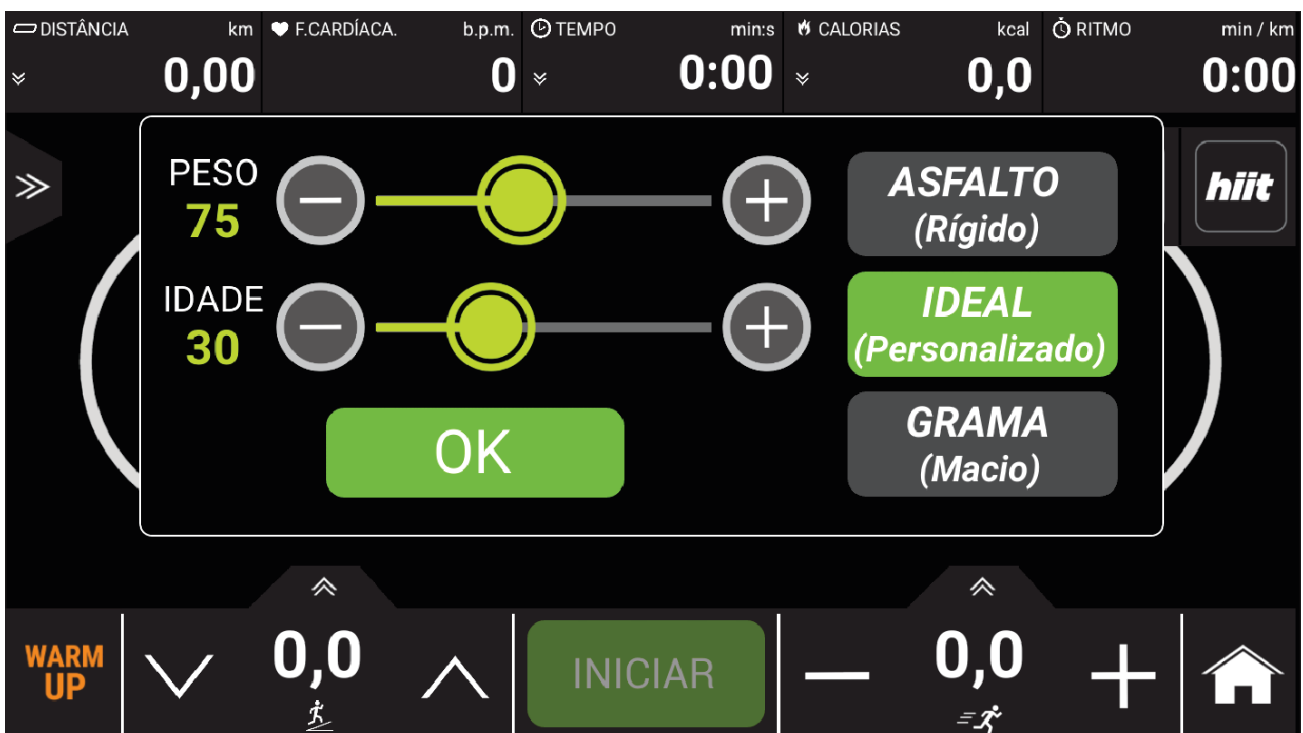 DISTÂNCIA km
0,00
F.CARDÍACA. b.p.m.
0
TEMPO min:s
0:00
CALORIAS kcal
0,0
RITMO min / km
0:00
PESO
75
IDADE
30
OK
ASFALTO
(Rígido)
IDEAL
(Personalizado)
GRAMA
(Macio)
hiit
WARM
UP
0,0
INICIAR
0,0